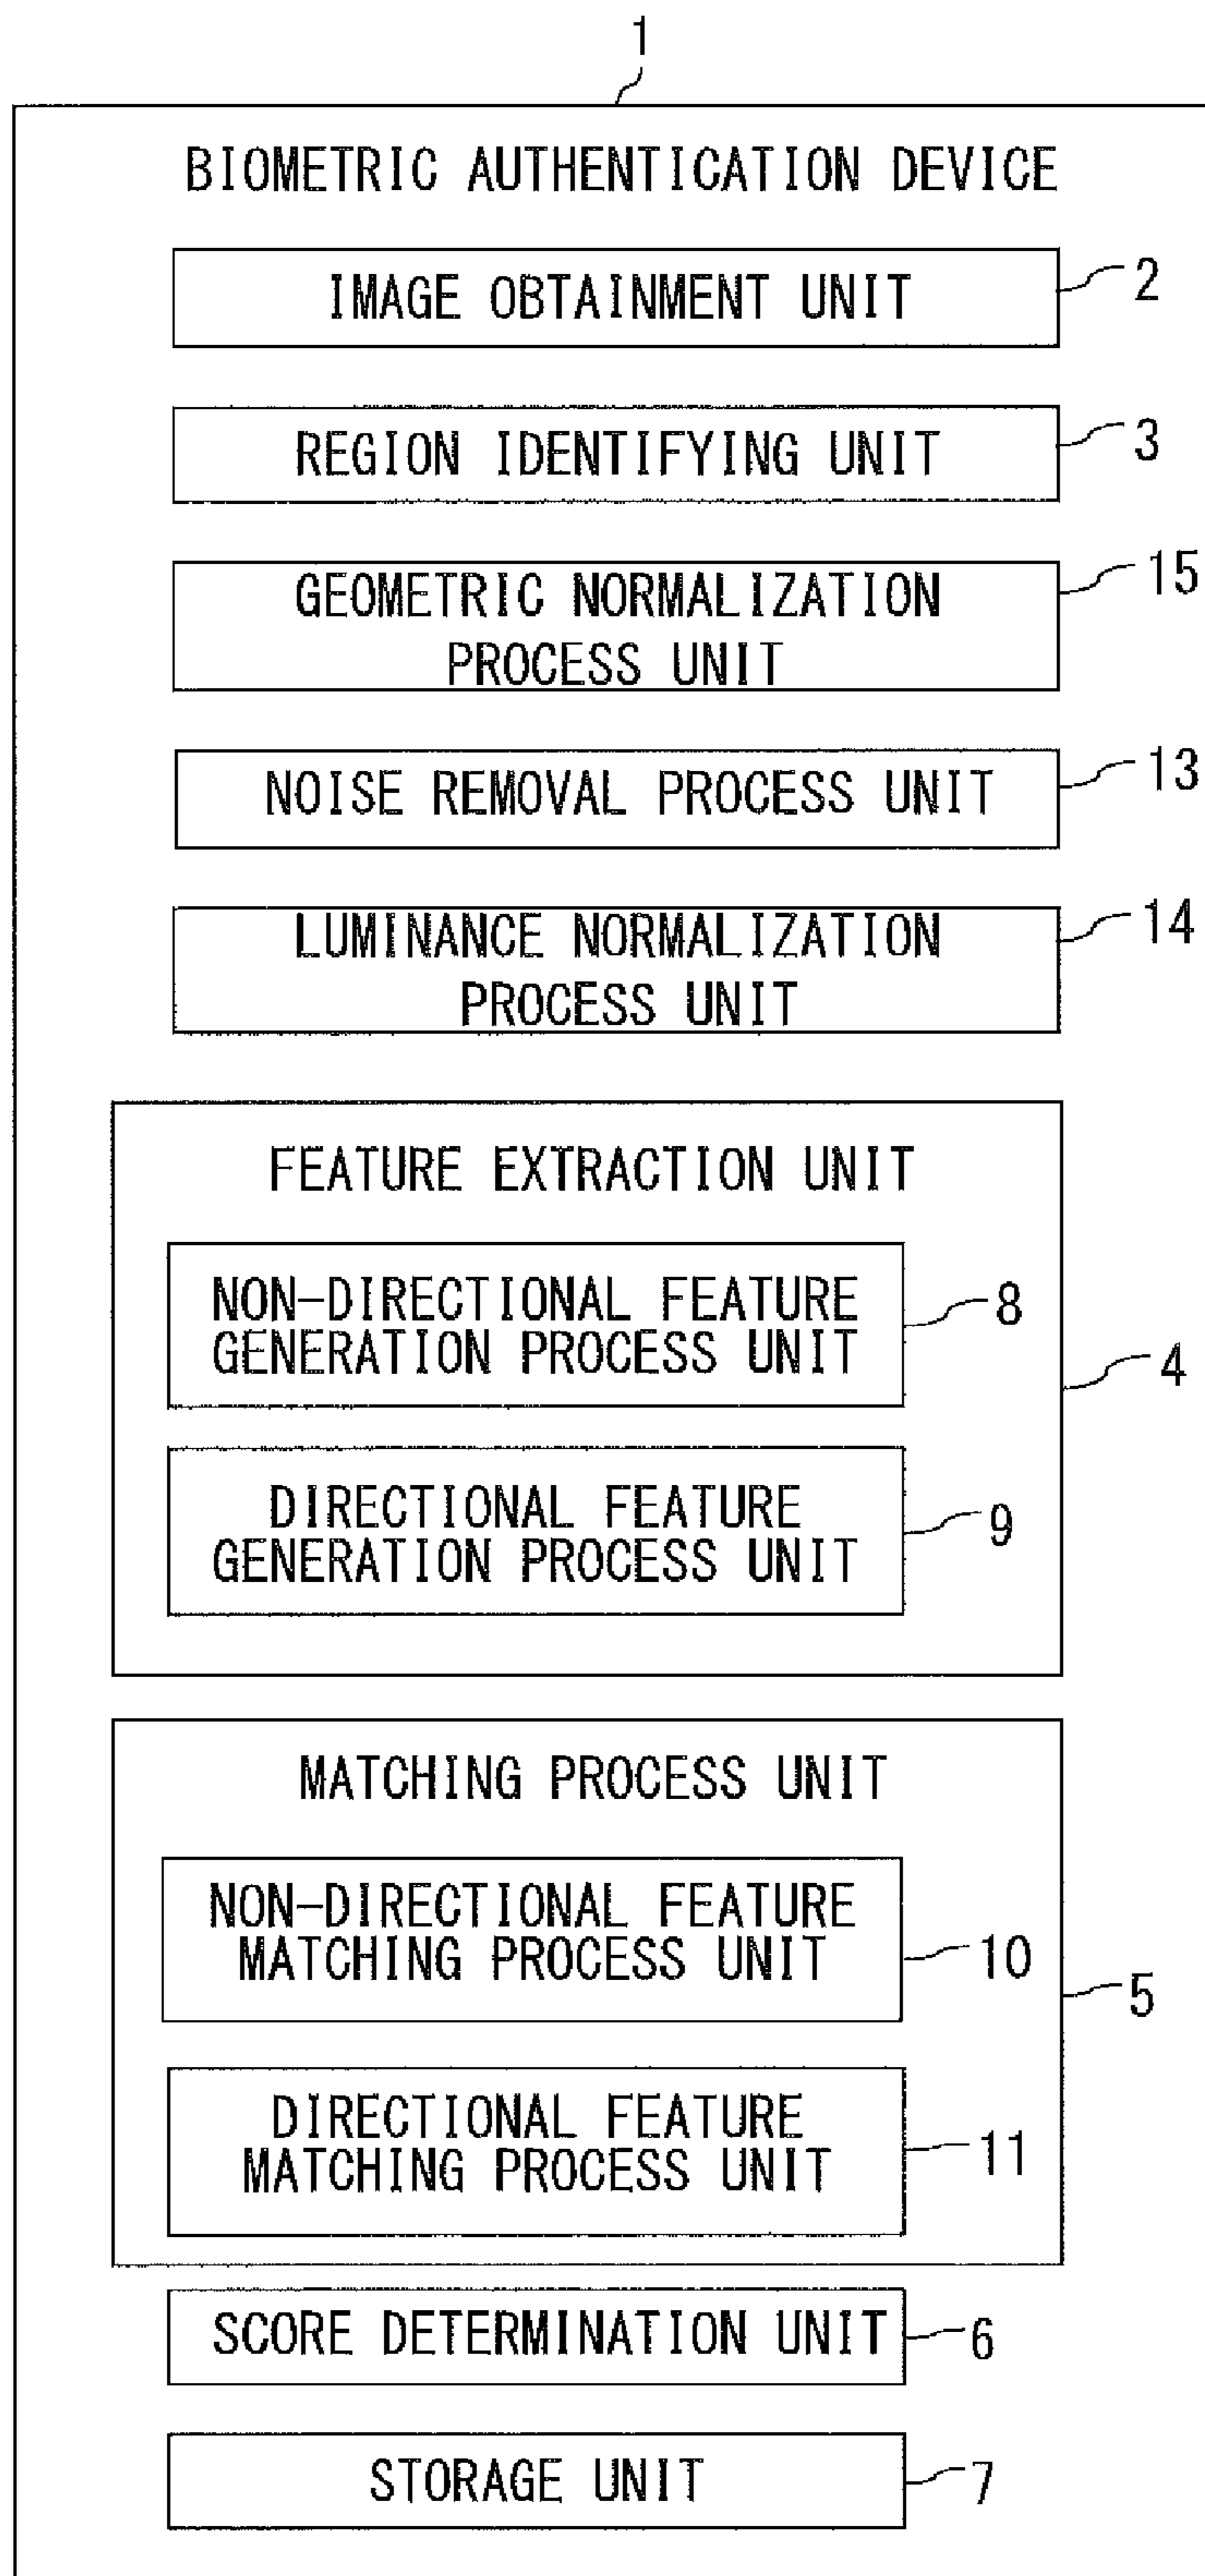 1
BIOMETRIC AUTHENTICATION DEVICE
IMAGE OBTAINMENT UNIT
2
REGION IDENTIFYING UNIT
3
GEOMETRIC NORMALIZATION
PROCESS UNIT
15
NOISE REMOVAL PROCESS UNIT
13
LUMINANCE NORMALIZATION
PROCESS UNIT
14
FEATURE EXTRACTION UNIT
NON-DIRECTIONAL FEATURE
GENERATION PROCESS UNIT
8
4
DIRECTIONAL FEATURE
GENERATION PROCESS UNIT
9
MATCHING PROCESS UNIT
NON-DIRECTIONAL FEATURE
MATCHING PROCESS UNIT
10
5
DIRECTIONAL FEATURE
MATCHING PROCESS UNIT
11
SCORE DETERMINATION UNIT
6
STORAGE UNIT
7